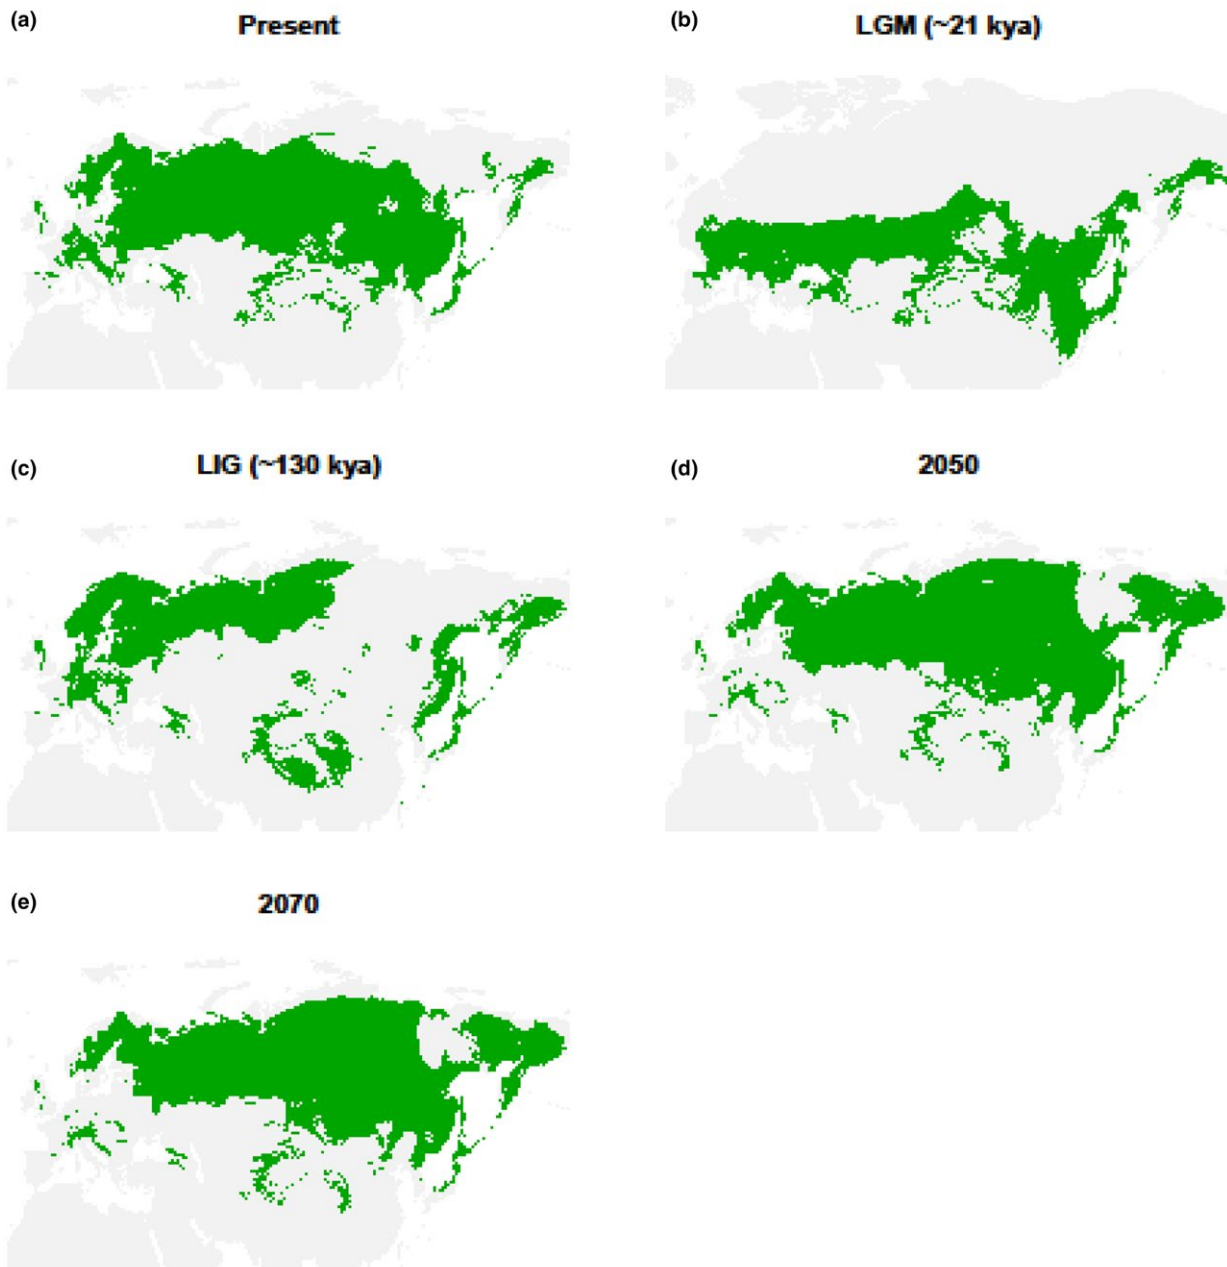 (a)
Present
(b)
LGM (~21 kya)
(c)
LIG (~130 kya)
(d)
2050
(e)
2070